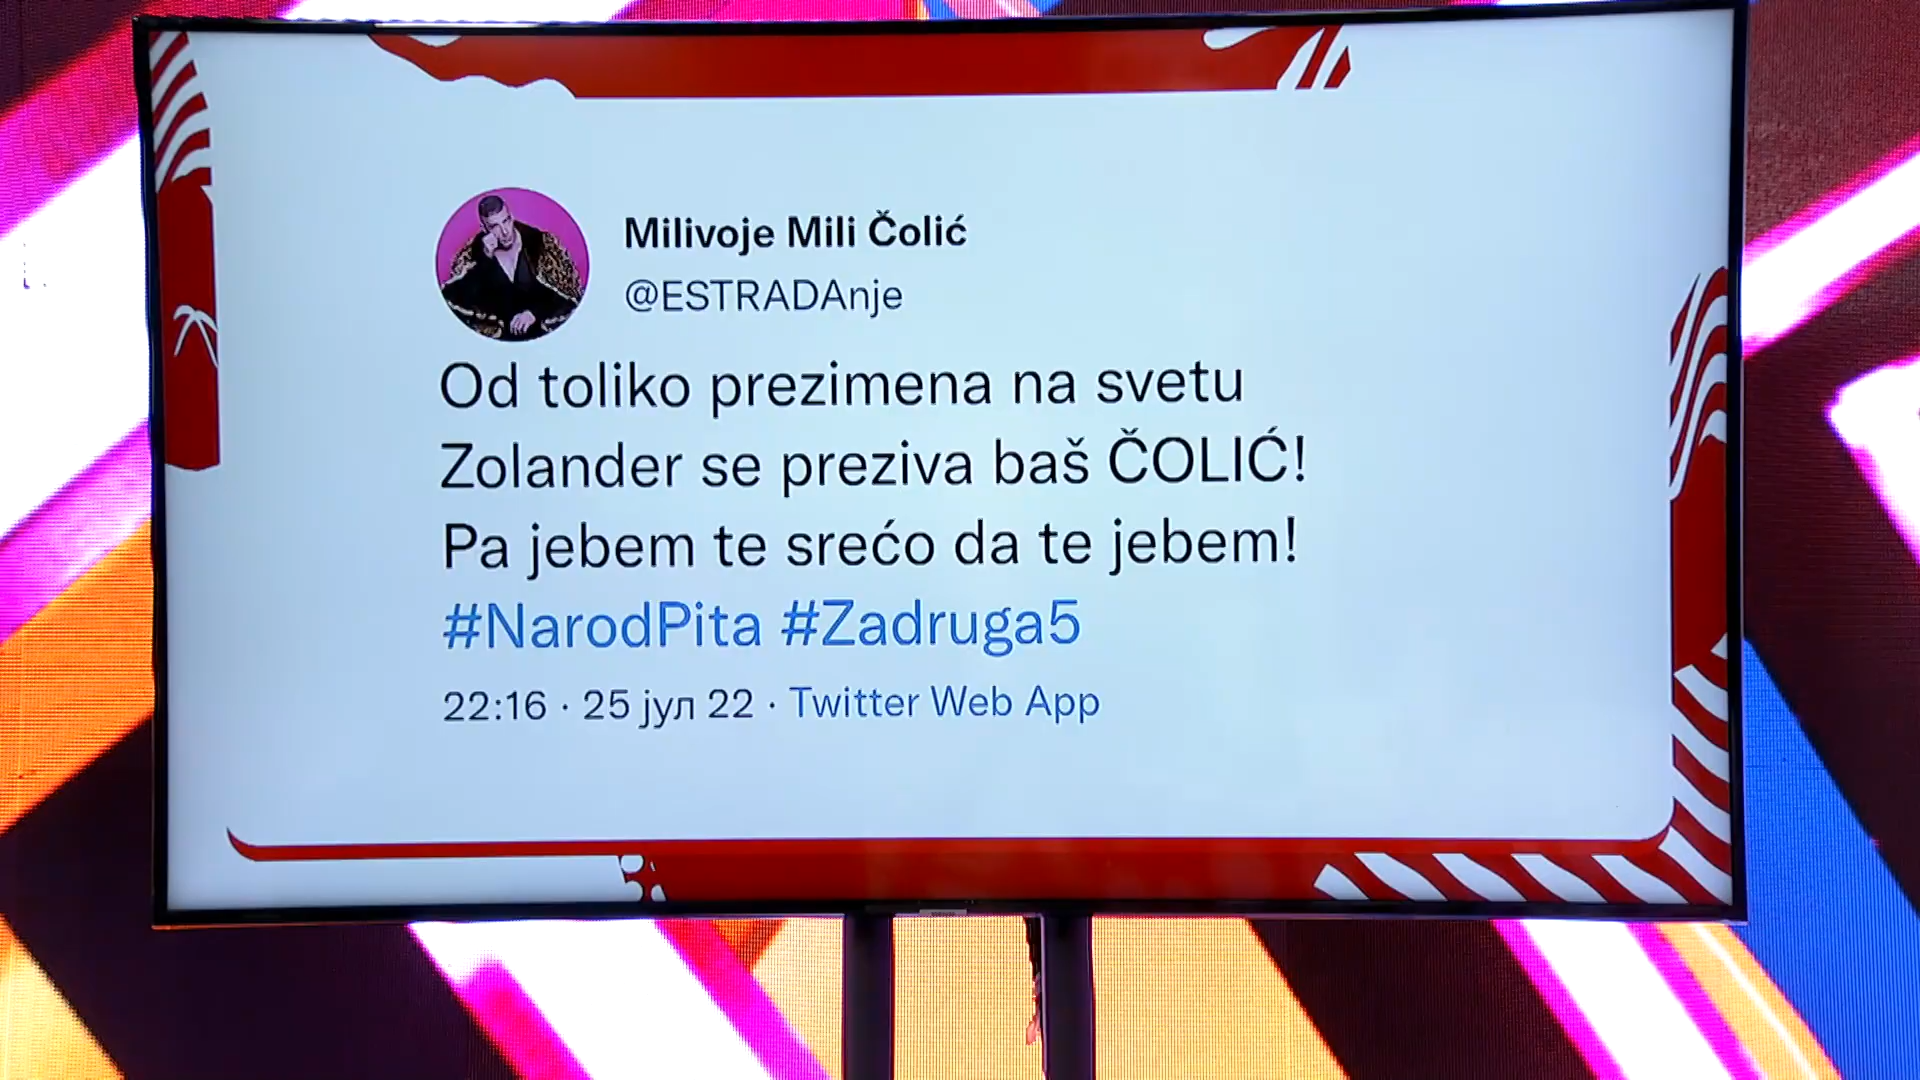 Milivoje Mili Čolić
@ESTRADAnje
Od toliko prezimena na svetu
Zolander se preziva baš ČOLIĆ!
Pa jebem te srećo da te jebem!
#NarodPita #Zadruga5
22:16 · 25 јул 22 · Twitter Web App